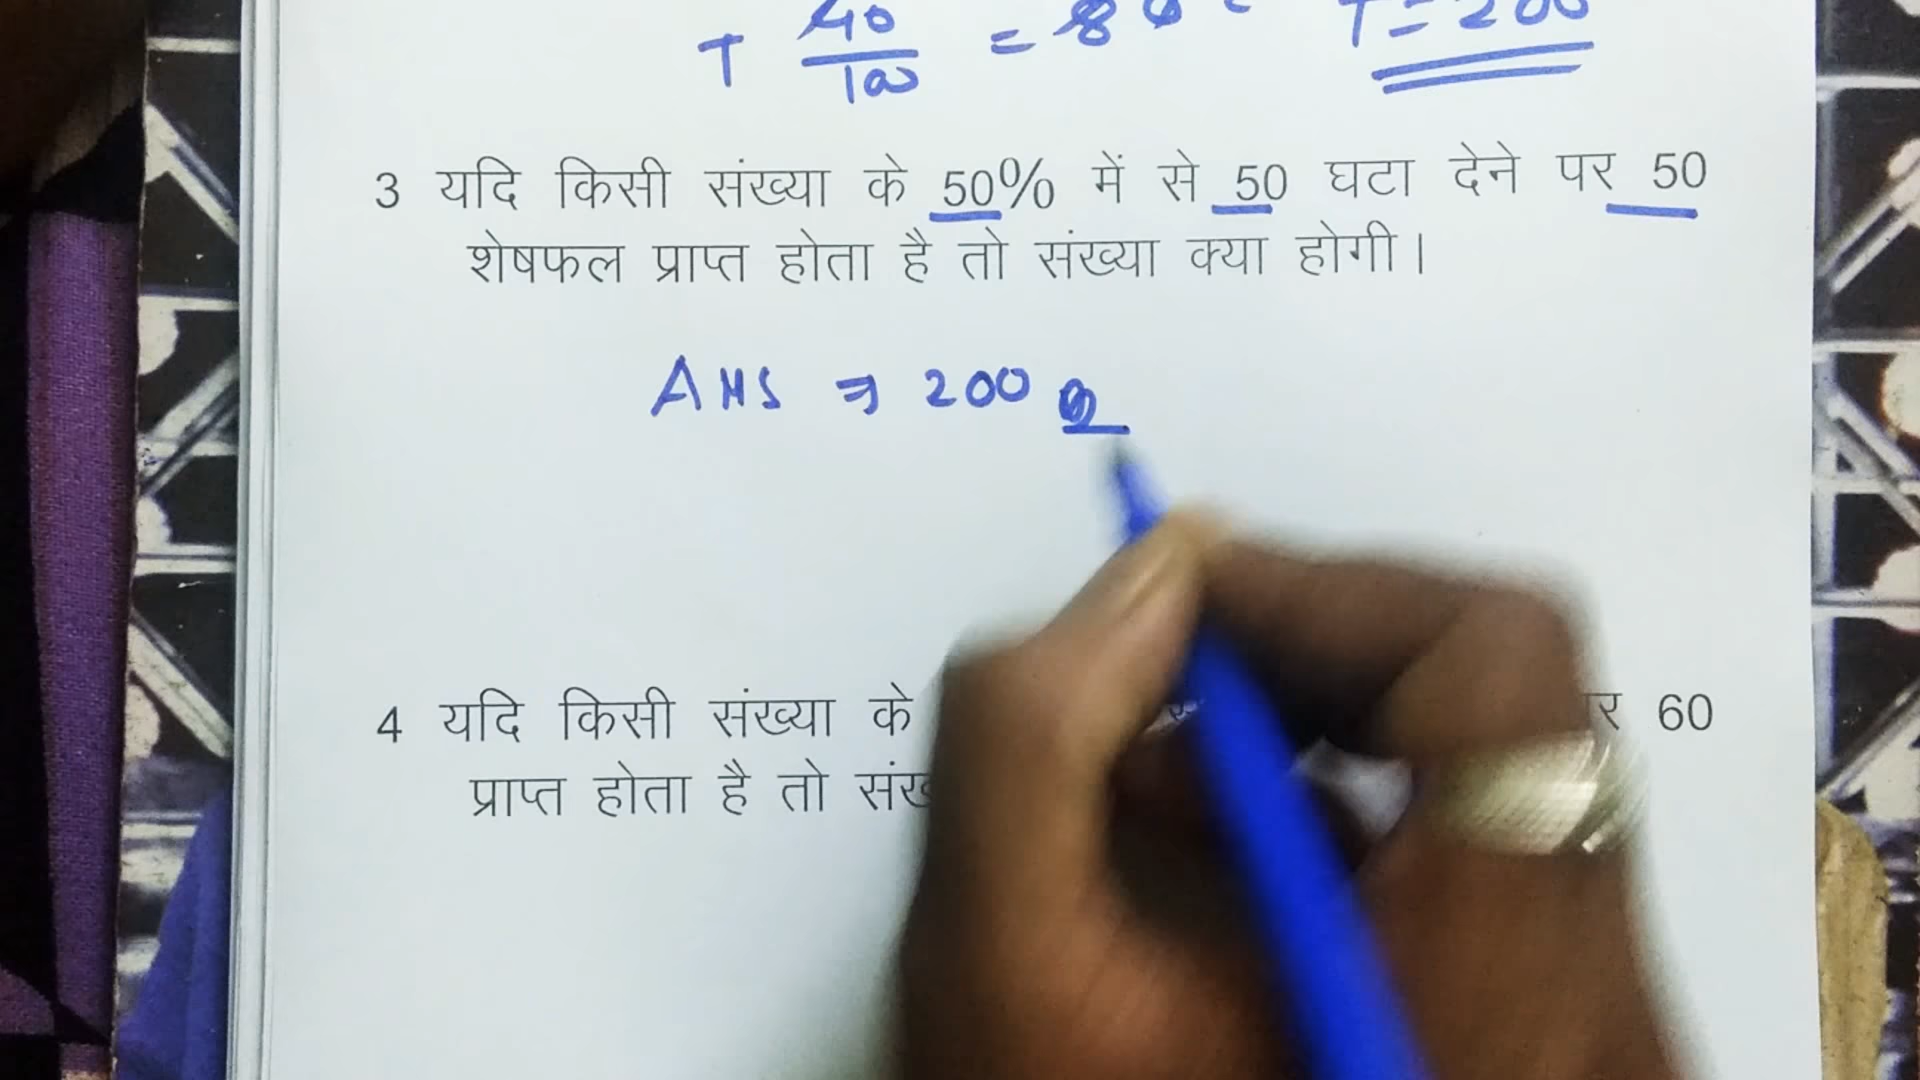 T 40/100 = 80 T = 200
3 यदि किसी संख्या के 50% में से 50 घटा देने पर 50
शेषफल प्राप्त होता है तो संख्या क्या होगी।
ANS ⇒ 200
4 यदि किसी संख्या के 60
प्राप्त होता है तो